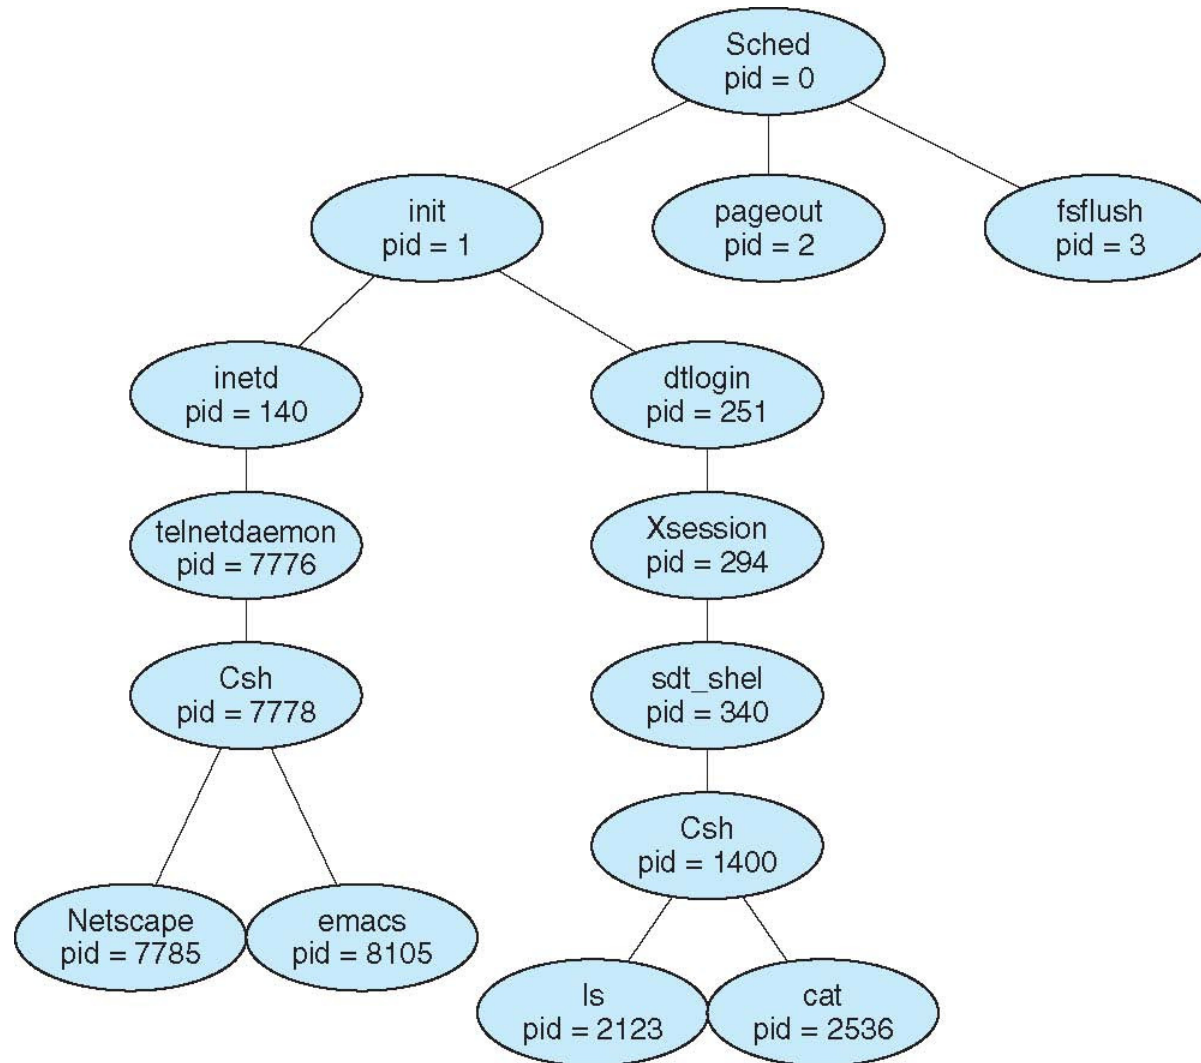 Sched
pid = 0
init
pid = 1
pageout
pid = 2
fsflush
pid = 3
inetd
pid = 140
dtlogin
pid = 251
telnetdaemon
pid = 7776
Xsession
pid = 294
Csh
pid = 7778
sdt_shel
pid = 340
Csh
pid = 1400
Netscape
pid = 7785
emacs
pid = 8105
ls
pid = 2123
cat
pid = 2536